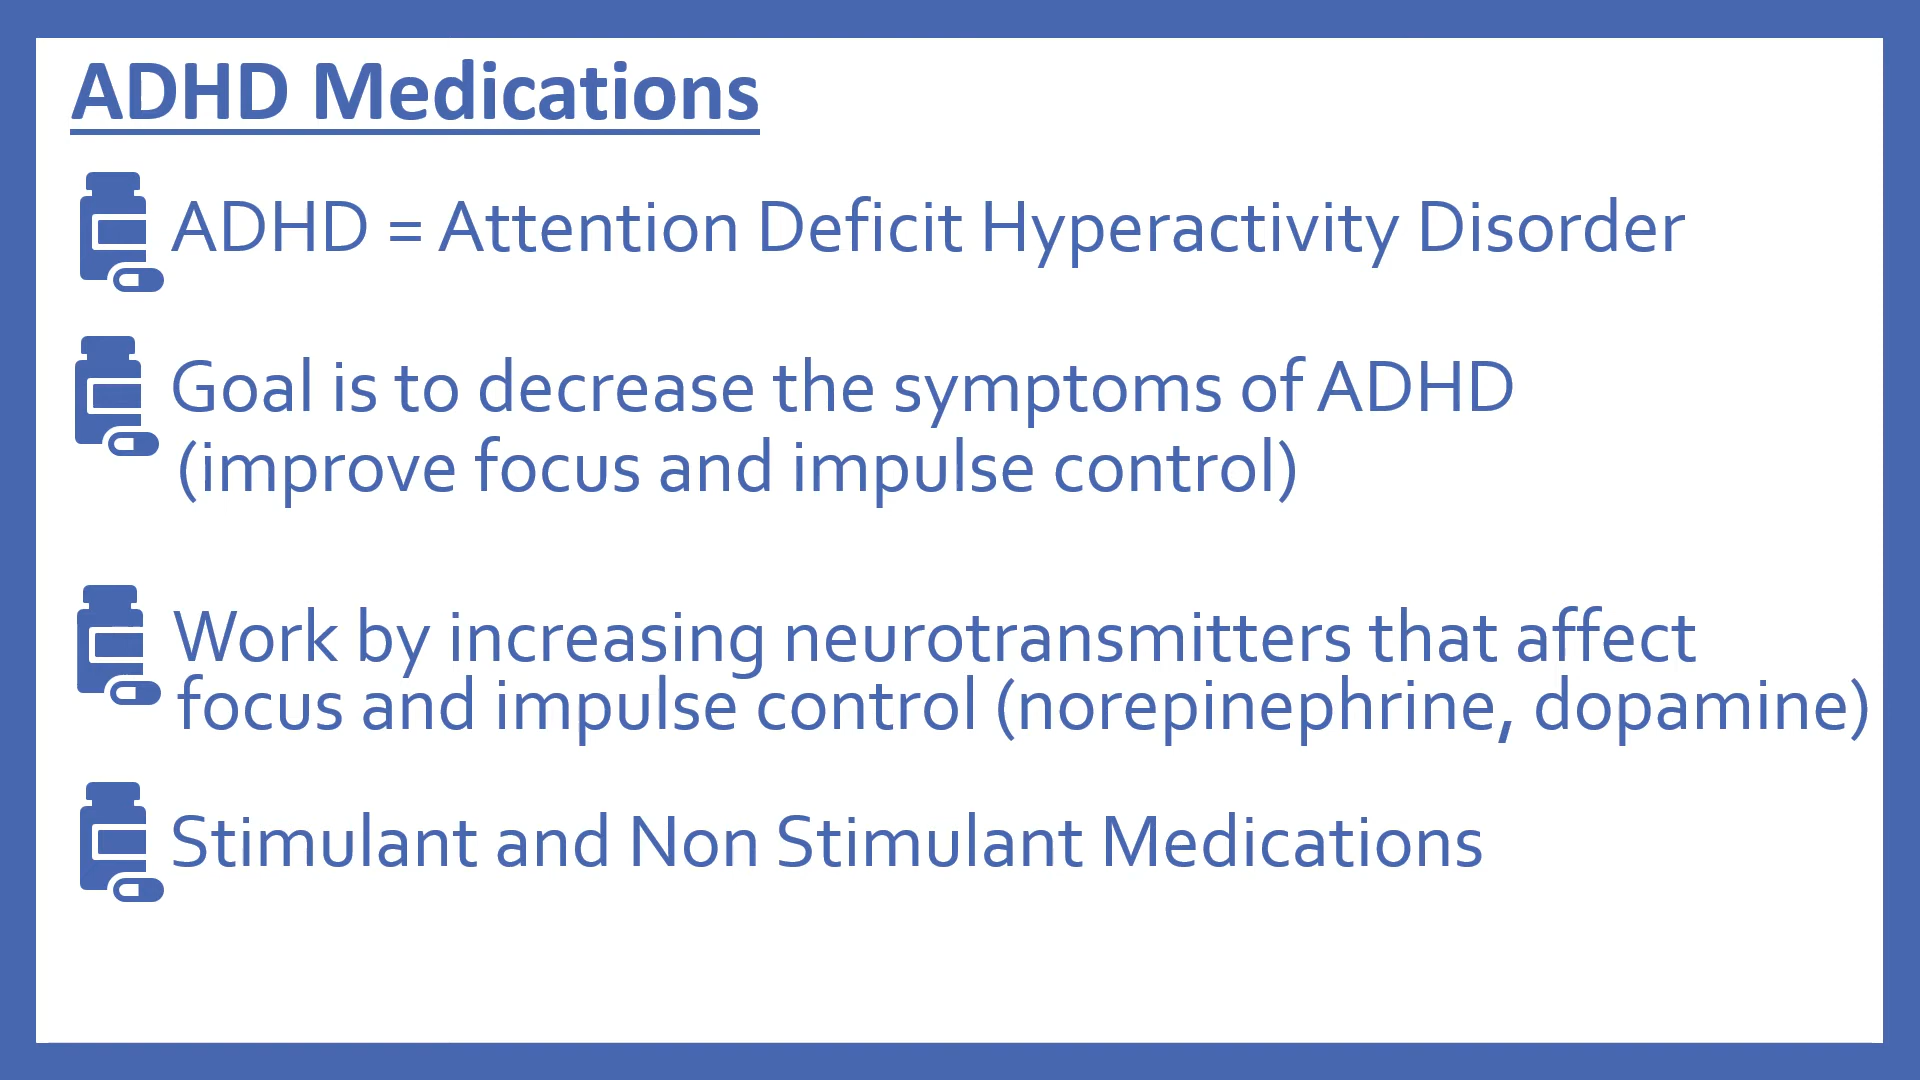 ADHD Medications
ADHD = Attention Deficit Hyperactivity Disorder
Goal is to decrease the symptoms of ADHD
(improve focus and impulse control)
Work by increasing neurotransmitters that affect
focus and impulse control (norepinephrine, dopamine)
Stimulant and Non Stimulant Medications